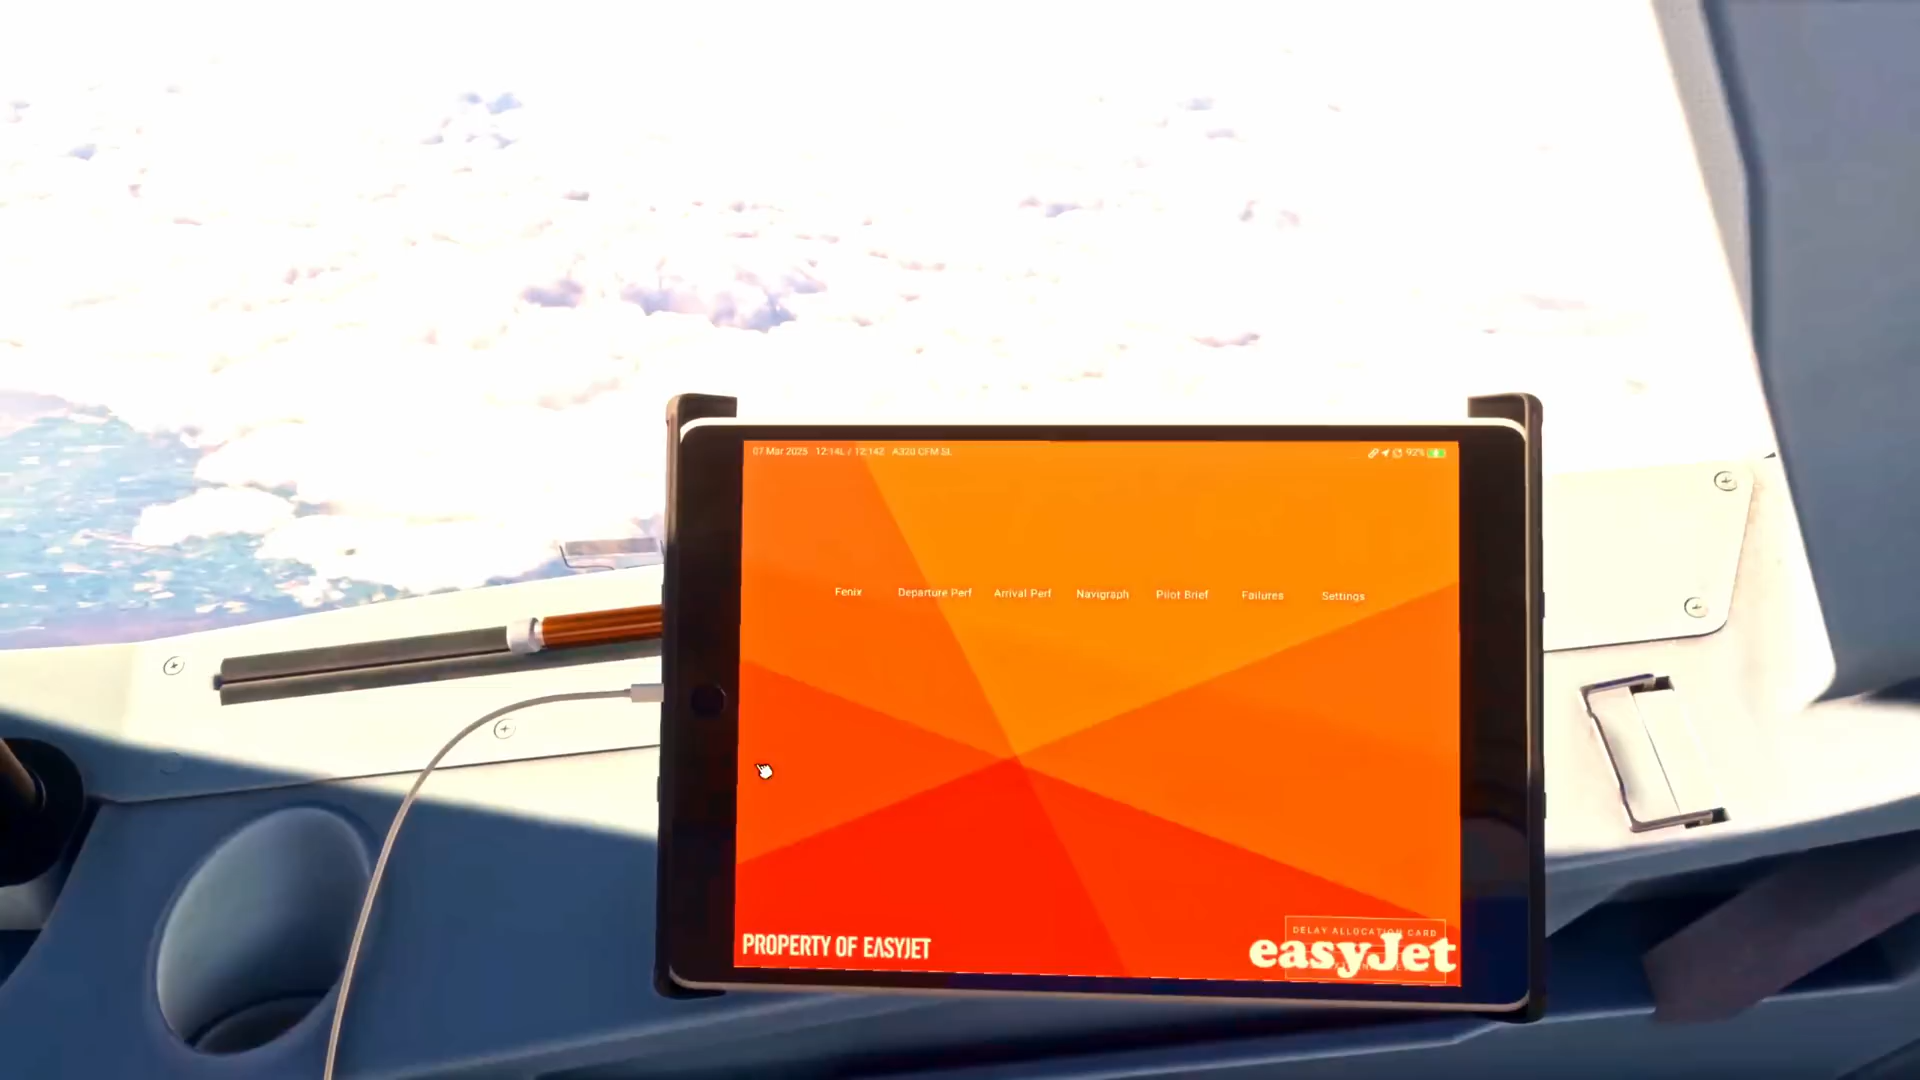 07 Mar 2025 12:14L / 12:14Z A320 CFM SL 92%
Fenix Departure Perf Arrival Perf Navigraph Pilot Brief Failures Settings
DELAY ALLOCATION CARD
PROPERTY OF EASYJET
easyJet